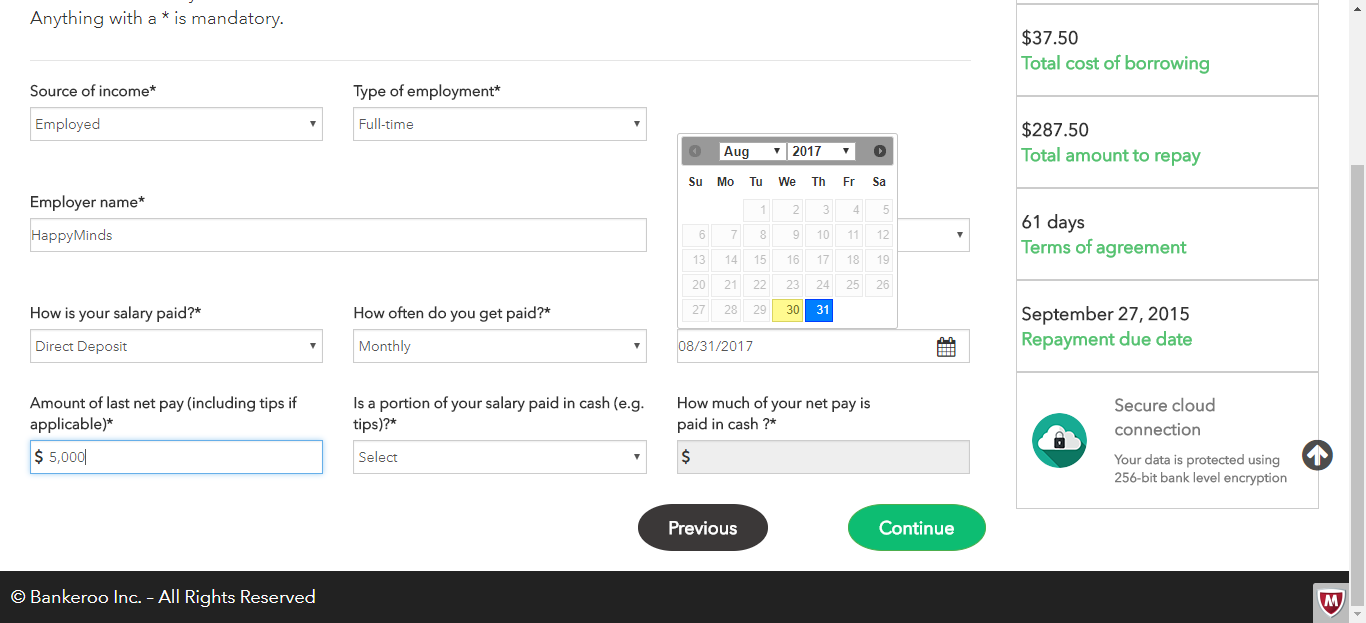 Anything with a * is mandatory.
Source of income*
Type of employment*
Employed
Full-time
Employer name*
HappyMinds
Aug 2017
Su Mo Tu We Th Fr Sa
1 2 3 4 5
6 7 8 9 10 11 12
13 14 15 16 17 18 19
20 21 22 23 24 25 26
27 28 29 30 31
How is your salary paid?*
How often do you get paid?*
Direct Deposit
Monthly
08/31/2017
Amount of last net pay (including tips if
applicable)*
$ 5,000
Is a portion of your salary paid in cash (e.g.
tips)?*
Select
How much of your net pay is
paid in cash ?*
$
Previous
Continue
$37.50
Total cost of borrowing
$287.50
Total amount to repay
61 days
Terms of agreement
September 27, 2015
Repayment due date
Secure cloud
connection
Your data is protected using
256-bit bank level encryption
© Bankeroo Inc. - All Rights Reserved
M